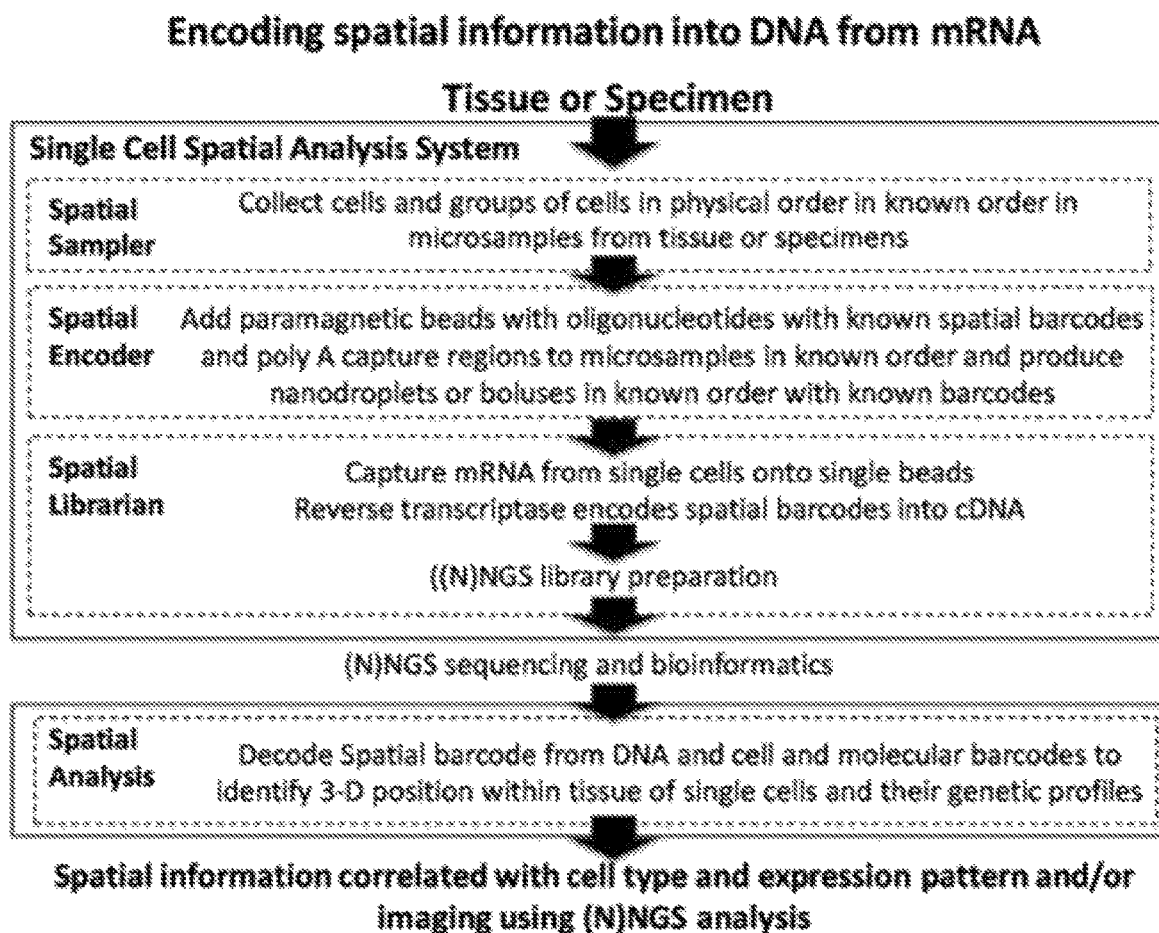 Encoding spatial information into DNA from mRNA
Tissue or Specimen
Single Cell Spatial Analysis System
Spatial
Sampler
Collect cells and groups of cells in physical order in known order in
microsamples from tissue or specimens
Spatial
Encoder
Add paramagnetic beads with oligonucleotides with known spatial barcodes
and poly A capture regions to microsamples in known order and produce
nanodroplets or boluses in known order with known barcodes
Spatial
Librarian
Capture mRNA from single cells onto single beads
Reverse transcriptase encodes spatial barcodes into cDNA
((N)NGS library preparation
(N)NGS sequencing and bioinformatics
Spatial
Analysis
Decode Spatial barcode from DNA and cell and molecular barcodes to
identify 3-D position within tissue of single cells and their genetic profiles
Spatial information correlated with cell type and expression pattern and/or
imaging using (N)NGS analysis